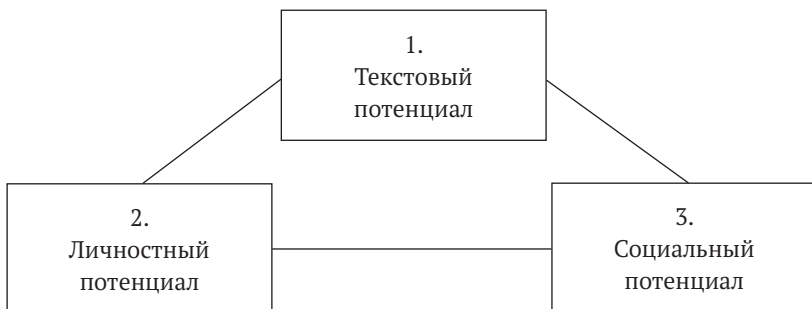 1.
Текстовый
потенциал
2.
Личностный
потенциал
3.
Социальный
потенциал